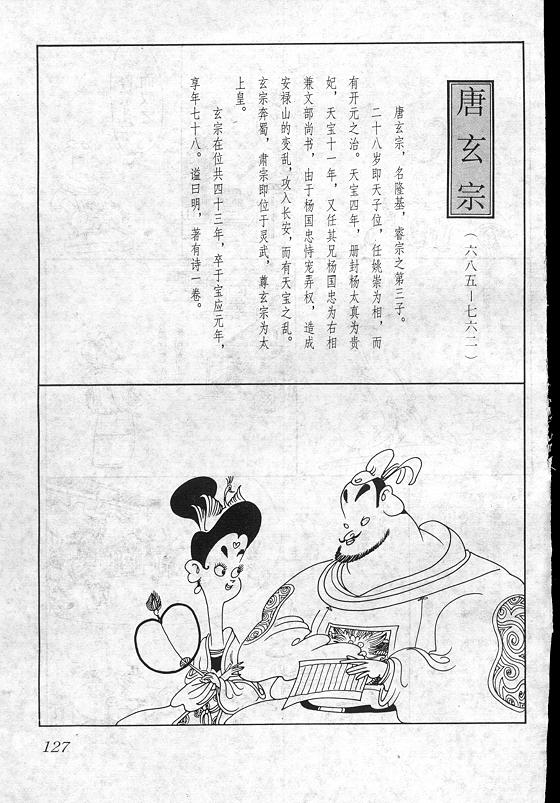 唐玄宗
(六八五—七六二)
唐玄宗，名隆基，睿宗之第三子。
二十八岁即天子位，任姚崇为相，而
有开元之治。天宝四年，册封杨太真为贵
妃，天宝十一年，又任其兄杨国忠为右相
兼文部尚书，由于杨国忠恃宠弄权，造成
安禄山的变乱，攻入长安，而有天宝之乱。
玄宗奔蜀，肃宗即位于灵武，尊玄宗为太
上皇。
玄宗在位共四十三年，卒于宝应元年，
享年七十八。谥曰明，著有诗一卷。
127